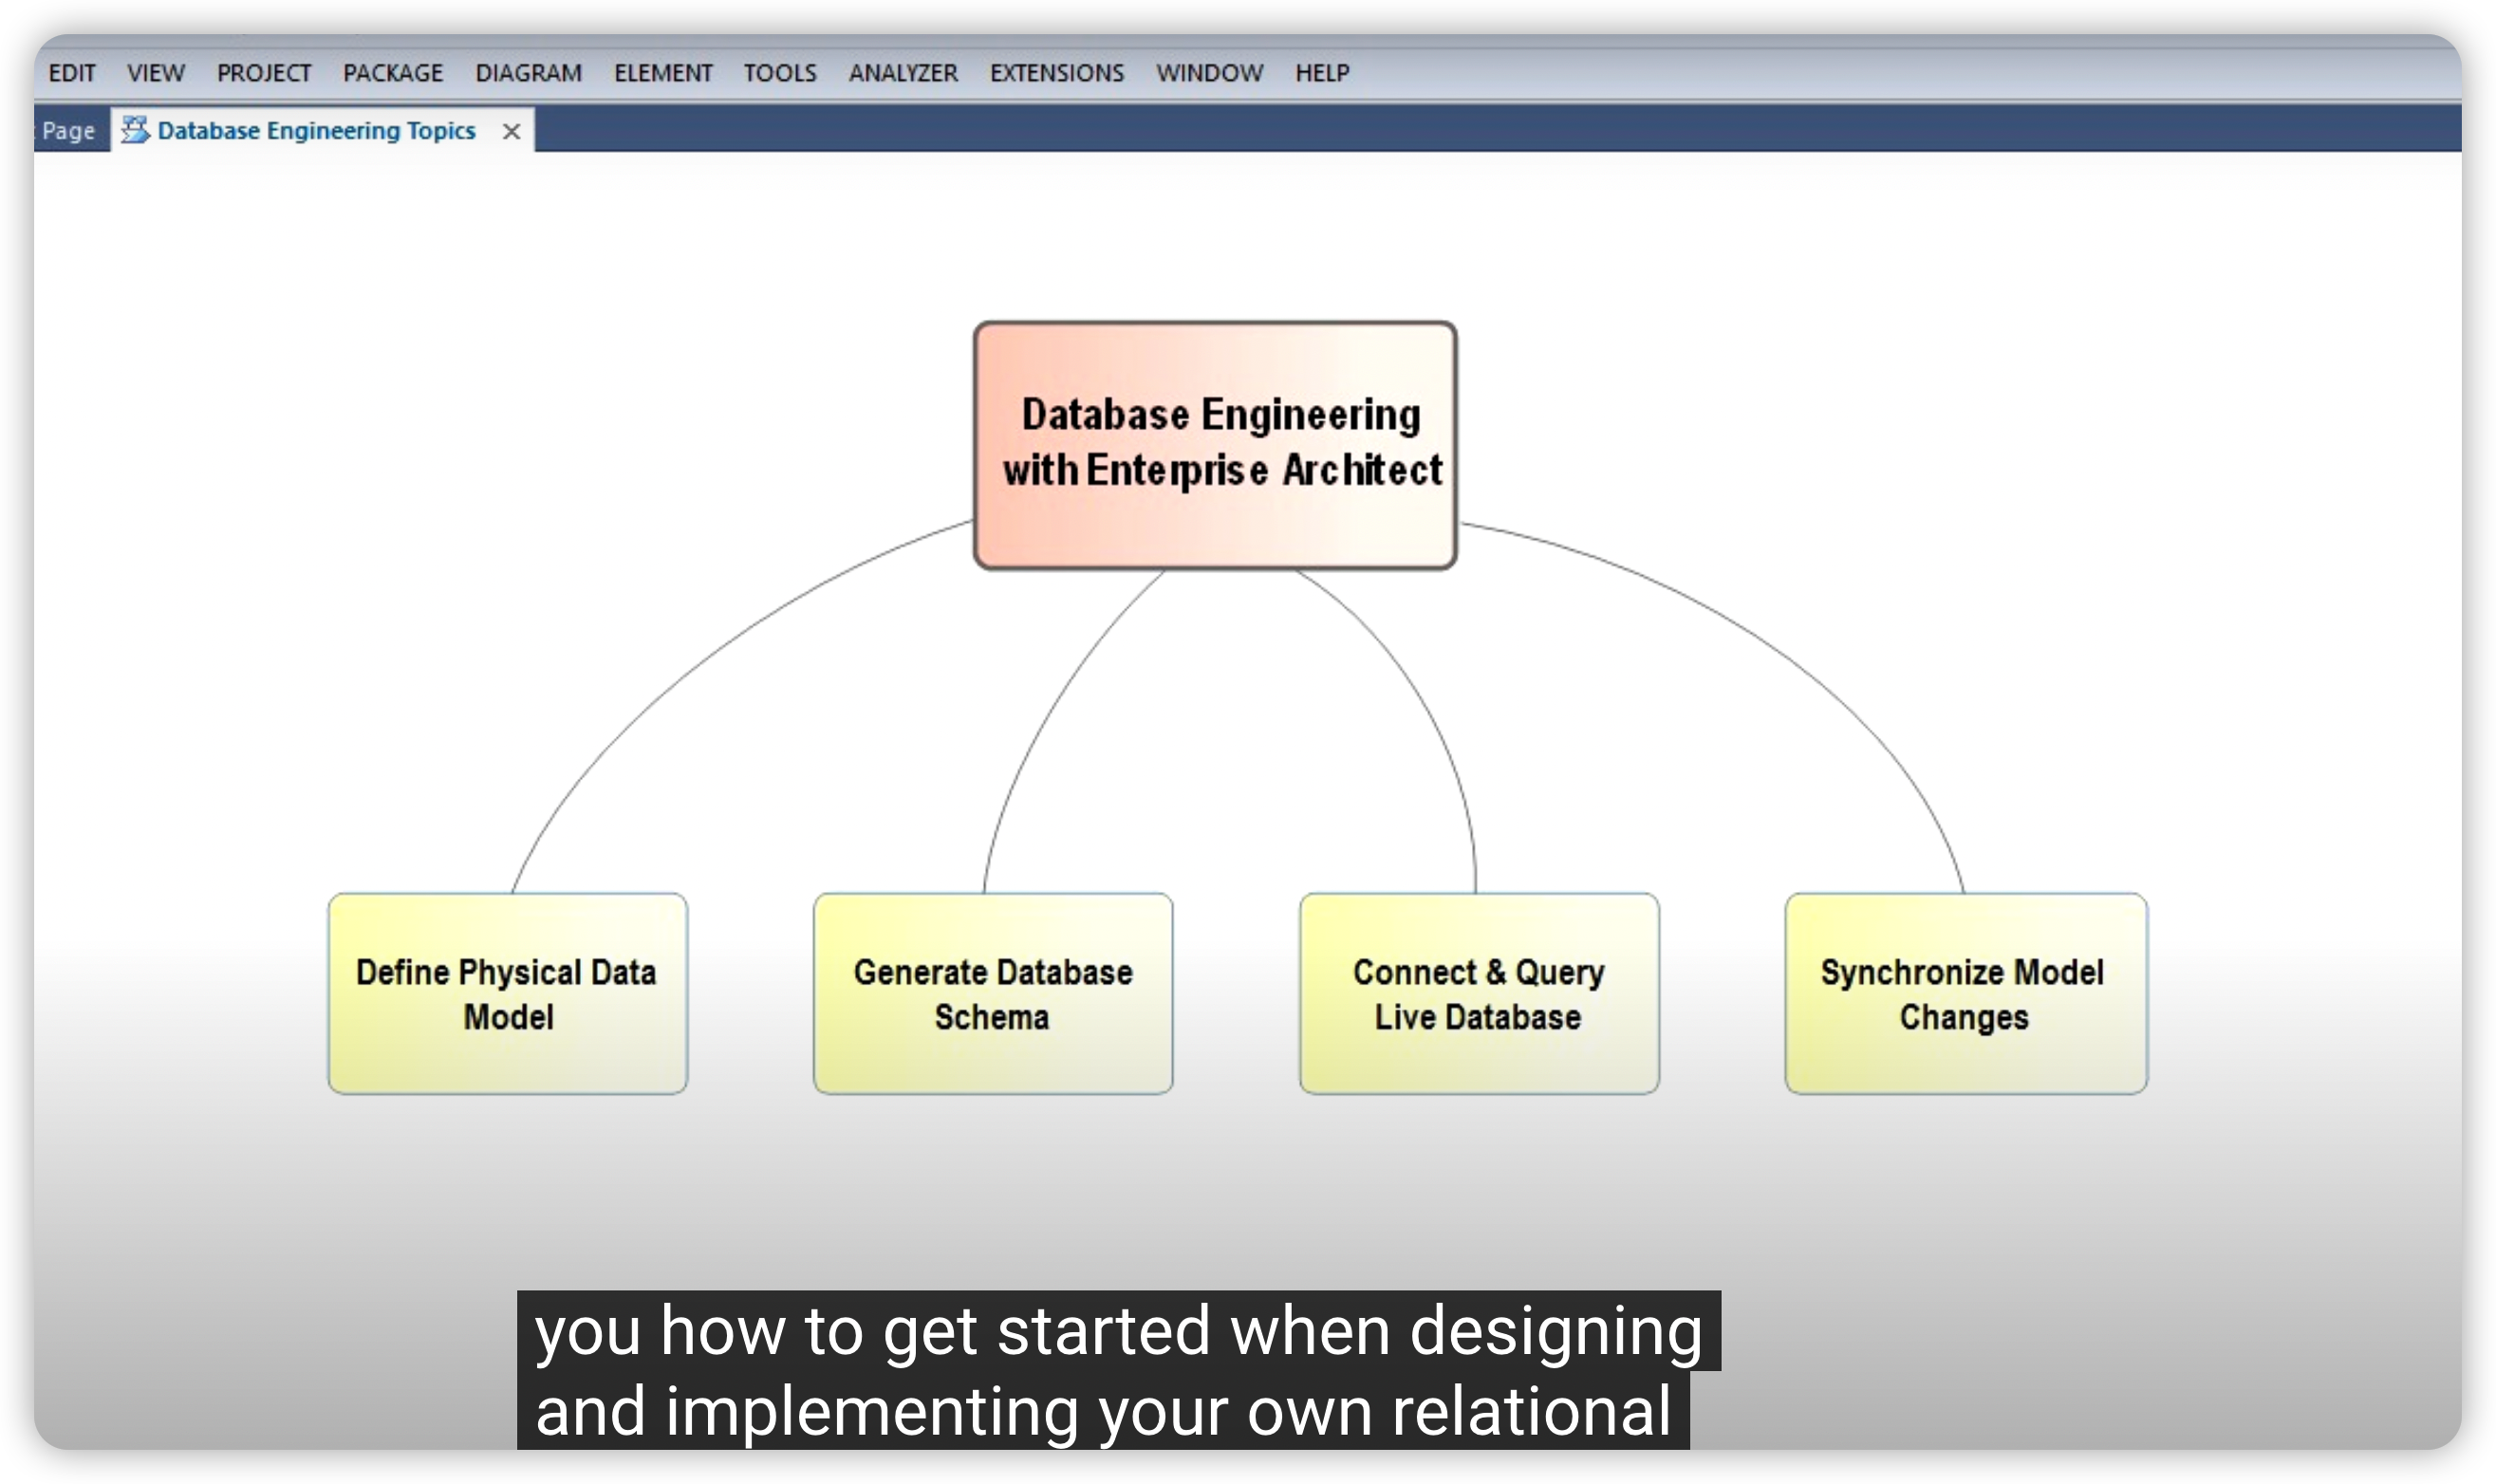 EDIT VIEW PROJECT PACKAGE DIAGRAM ELEMENT TOOLS ANALYZER EXTENSIONS WINDOW HELP
Page Database Engineering Topics
Database Engineering
with Enterprise Architect
Define Physical Data
Model
Generate Database
Schema
Connect & Query
Live Database
Synchronize Model
Changes
you how to get started when designing
and implementing your own relational